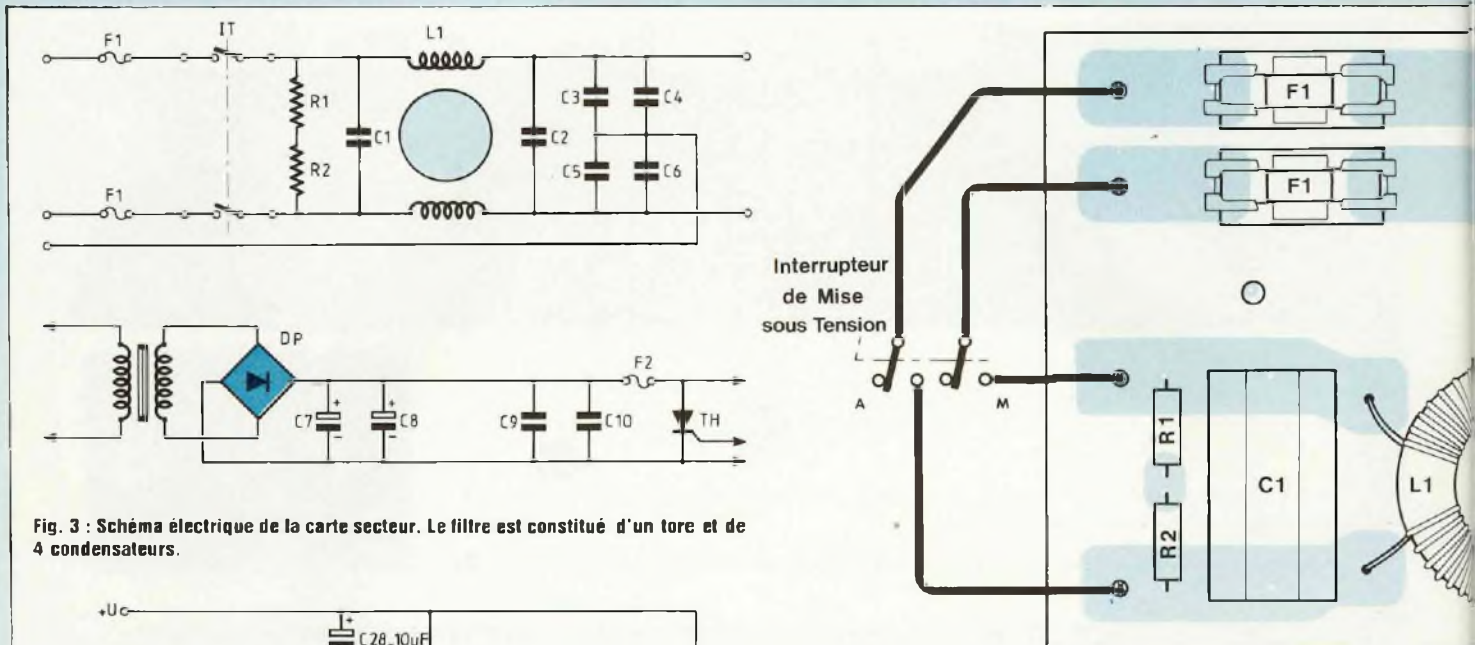 F1
IT
L1
R1
C1
C2
C3
C4
R2
C5
C6
F1
DP
F2
+
C7
-
+
C8
-
C9
C10
TH
Fig. 3 : Schéma électrique de la carte secteur. Le filtre est constitué d'un tore et de
4 condensateurs.
+U
+
C28_10uF
F1
F1
Interrupteur
de Mise
sous Tension
A
M
R1
R2
C1
L1